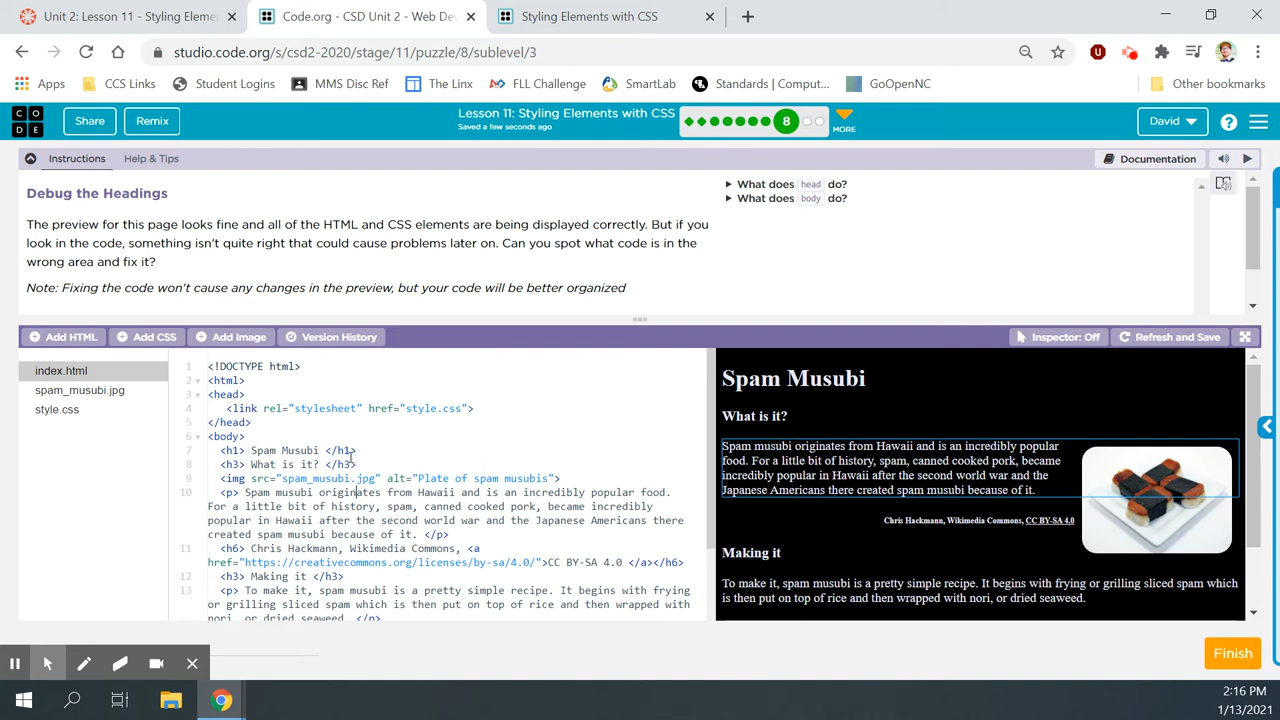 Unit 2: Lesson 11 - Styling Eleme
Code.org - CSD Unit 2 - Web De
Styling Elements with CSS
studio.code.org/s/csd2-2020/stage/11/puzzle/8/sublevel/3
Apps CCS Links Student Logins MMS Disc Ref The Linx FLL Challenge SmartLab Standards | Comput... GoOpenNC Other bookmarks
C O D E
Share
Remix
Lesson 11: Styling Elements with CSS
Saved a few seconds ago
8
MORE
David
?
Instructions
Help & Tips
Documentation
Debug the Headings
The preview for this page looks fine and all of the HTML and CSS elements are being displayed correctly. But if you
look in the code, something isn't quite right that could cause problems later on. Can you spot what code is in the
wrong area and fix it?
Note: Fixing the code won't cause any changes in the preview, but your code will be better organized
What does head do?
What does body do?
Add HTML
Add CSS
Add Image
Version History
Inspector: Off
Refresh and Save
index.html
spam_musubi.jpg
style.css
1 <!DOCTYPE html>
2 <html>
3 <head>
4 <link rel="stylesheet" href="style.css">
5 </head>
6 <body>
7 <h1> Spam Musubi </h1>
8 <h3> What is it? </h3>
9 <img src="spam_musubi.jpg" alt="Plate of spam musubis">
10 <p> Spam musubi originates from Hawaii and is an incredibly popular food.
For a little bit of history, spam, canned cooked pork, became incredibly
popular in Hawaii after the second world war and the Japanese Americans there
created spam musubi because of it. </p>
11 <h6> Chris Hackmann, Wikimedia Commons, <a
href="https://creativecommons.org/licenses/by-sa/4.0/">CC BY-SA 4.0 </a></h6>
12 <h3> Making it </h3>
13 <p> To make it, spam musubi is a pretty simple recipe. It begins with frying
or grilling sliced spam which is then put on top of rice and then wrapped with
nori, or dried seaweed. </p>
Spam Musubi
What is it?
Spam musubi originates from Hawaii and is an incredibly popular
food. For a little bit of history, spam, canned cooked pork, became
incredibly popular in Hawaii after the second world war and the
Japanese Americans there created spam musubi because of it.
Chris Hackmann, Wikimedia Commons, CC BY-SA 4.0
Making it
To make it, spam musubi is a pretty simple recipe. It begins with frying or grilling sliced spam which
is then put on top of rice and then wrapped with nori, or dried seaweed.
Finish
2:16 PM
1/13/2021